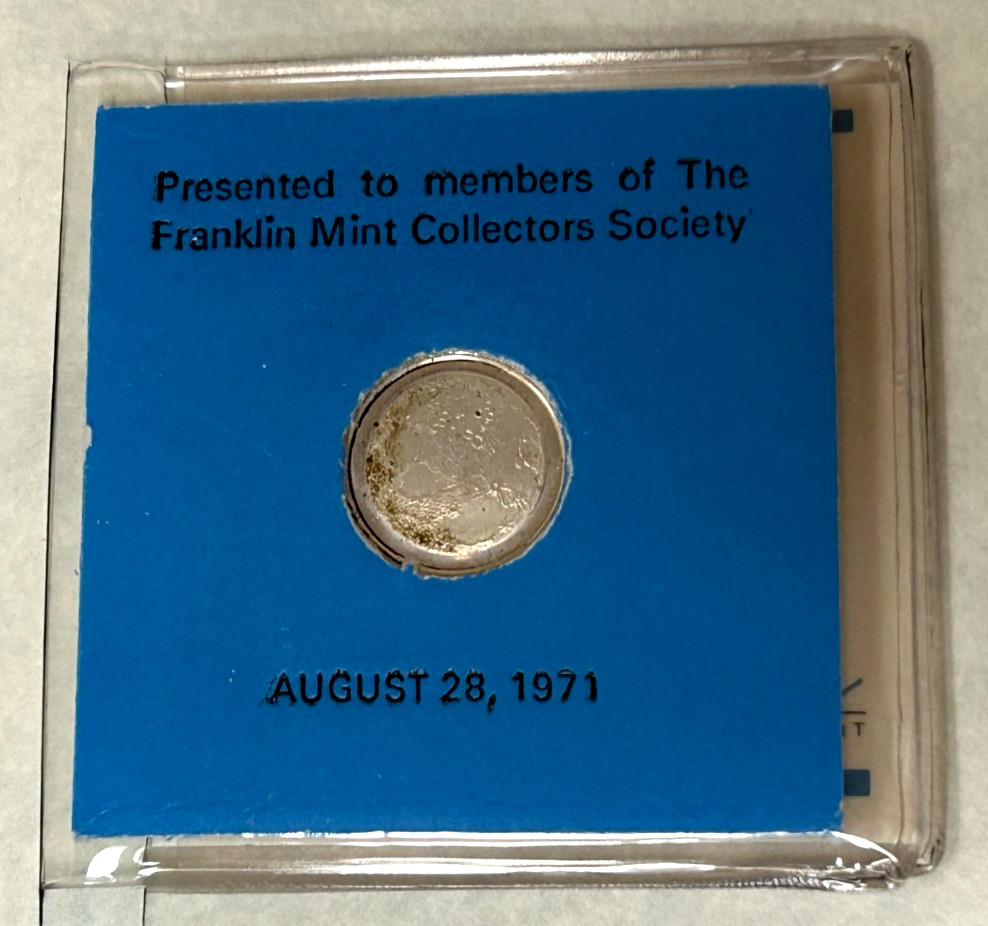 Presented to members of The
Franklin Mint Collectors Society
AUGUST 28, 1971